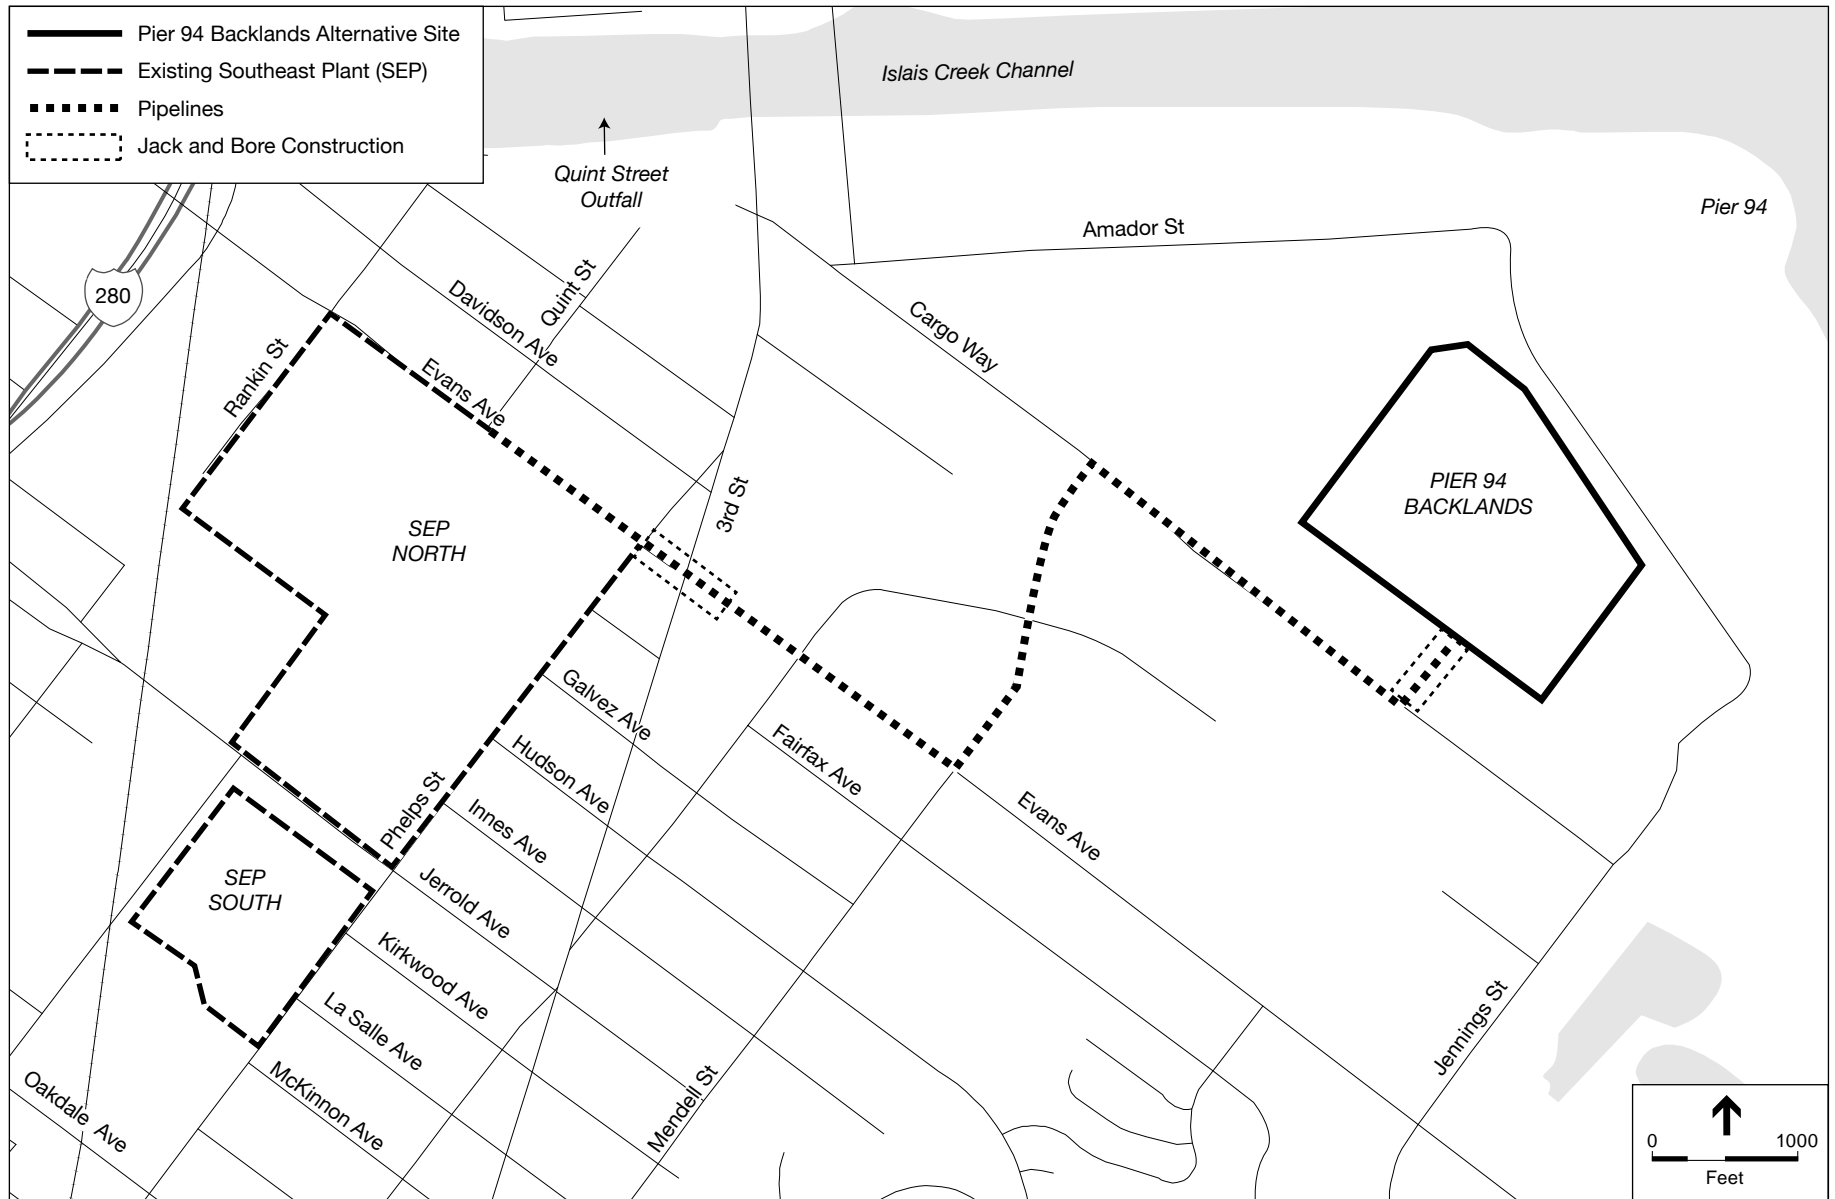 Pier 94 Backlands Alternative Site
Existing Southeast Plant (SEP)
Pipelines
Jack and Bore Construction
Islais Creek Channel
Quint Street
Outfall
Pier 94
Amador St
280
Quint St
Davidson Ave
Cargo Way
Rankin St
Evans Ave
PIER 94
BACKLANDS
3rd St
SEP
NORTH
Galvez Ave
Hudson Ave
Fairfax Ave
Phelps St
Innes Ave
Evans Ave
SEP
SOUTH
Jerrold Ave
Kirkwood Ave
La Salle Ave
Jennings St
McKinnon Ave
Mendell St
Oakdale Ave
0 1000
Feet